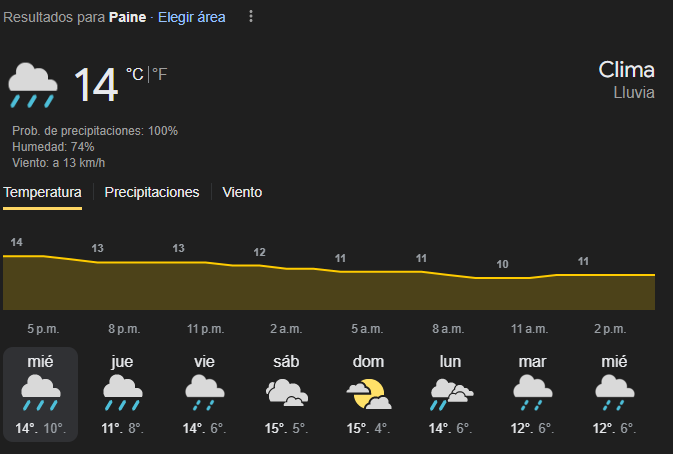 Resultados para Paine · Elegir área
14 °C | °F
Clima
Lluvia
Prob. de precipitaciones: 100%
Humedad: 74%
Viento: a 13 km/h
Temperatura | Precipitaciones | Viento
14 13 13 12 11 11 10 11
5 p.m. 8 p.m. 11 p.m. 2 a.m. 5 a.m. 8 a.m. 11 a.m. 2 p.m.
mié jue vie sáb dom lun mar mié
14°. 10°. 11°. 8°. 14°. 6°. 15°. 5°. 15°. 4°. 14°. 6°. 12°. 6°. 12°. 6°.